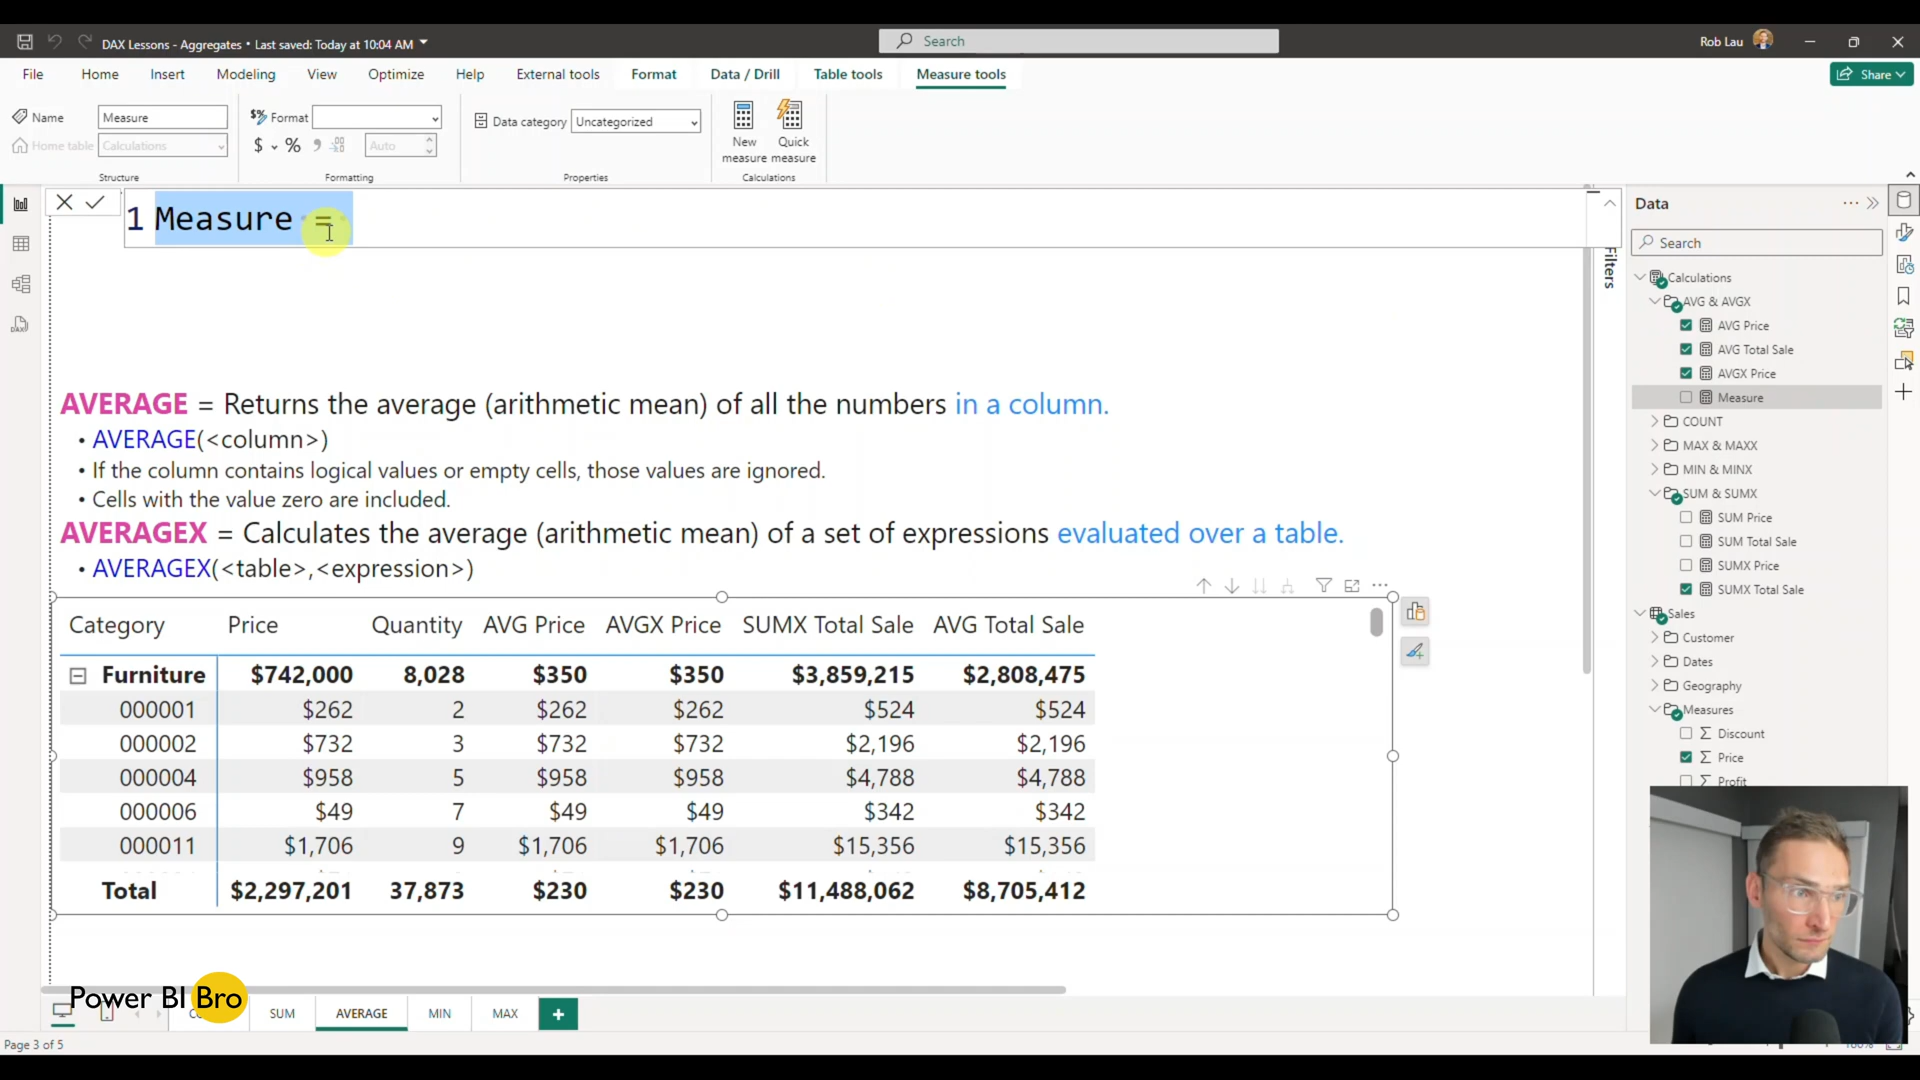 DAX Lessons - Aggregates • Last saved: Today at 10:04 AM
Search
Rob Lau
File Home Insert Modeling View Optimize Help External tools Format Data / Drill Table tools Measure tools
Share
Name Measure
Home table Calculations
Structure
$% Format
$ % , Auto
Formatting
Data category Uncategorized
Properties
New measure
Quick measure
Calculations
1 Measure =
Filters
AVERAGE = Returns the average (arithmetic mean) of all the numbers in a column.
• AVERAGE(<column>)
• If the column contains logical values or empty cells, those values are ignored.
• Cells with the value zero are included.
AVERAGEX = Calculates the average (arithmetic mean) of a set of expressions evaluated over a table.
• AVERAGEX(<table>,<expression>)
Category Price Quantity AVG Price AVGX Price SUMX Total Sale AVG Total Sale
Furniture $742,000 8,028 $350 $350 $3,859,215 $2,808,475
000001 $262 2 $262 $262 $524 $524
000002 $732 3 $732 $732 $2,196 $2,196
000004 $958 5 $958 $958 $4,788 $4,788
000006 $49 7 $49 $49 $342 $342
000011 $1,706 9 $1,706 $1,706 $15,356 $15,356
Total $2,297,201 37,873 $230 $230 $11,488,062 $8,705,412
Data
Search
Calculations
AVG & AVGX
AVG Price
AVG Total Sale
AVGX Price
Measure
COUNT
MAX & MAXX
MIN & MINX
SUM & SUMX
SUM Price
SUM Total Sale
SUMX Price
SUMX Total Sale
Sales
Customer
Dates
Geography
Measures
Discount
Price
Profit
Power BI Bro
SUM AVERAGE MIN MAX +
Page 3 of 5